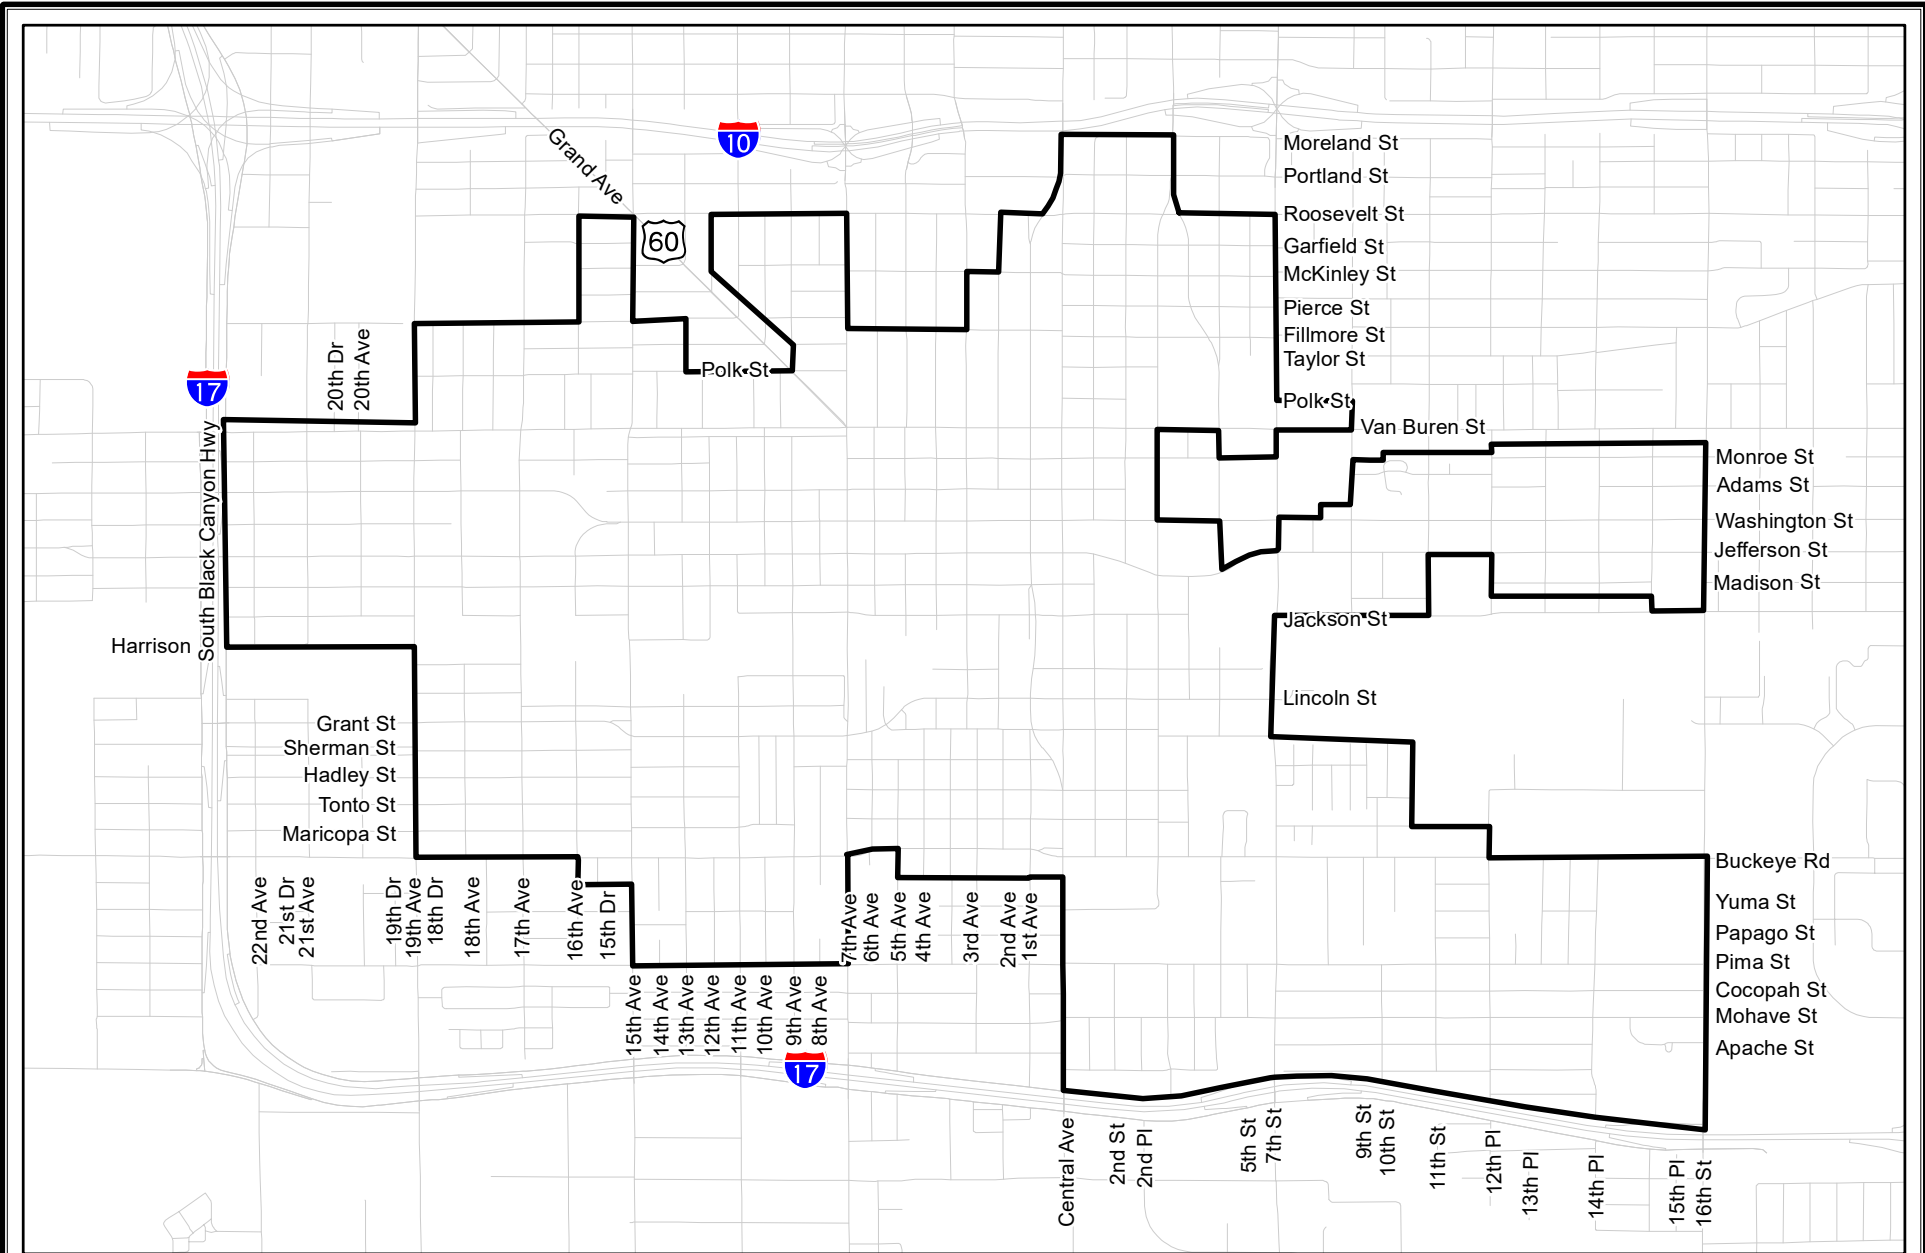 10
Grand Ave
60
Moreland St
Portland St
Roosevelt St
Garfield St
McKinley St
Pierce St
Fillmore St
Taylor St
Polk St
Polk St
Van Buren St
20th Dr
20th Ave
17
South Black Canyon Hwy
Monroe St
Adams St
Washington St
Jefferson St
Madison St
Jackson St
Harrison
Lincoln St
Grant St
Sherman St
Hadley St
Tonto St
Maricopa St
Buckeye Rd
Yuma St
Papago St
Pima St
Cocopah St
Mohave St
Apache St
22nd Ave
21st Dr
21st Ave
19th Dr
19th Ave
18th Dr
18th Ave
17th Ave
16th Ave
15th Dr
7th Ave
6th Ave
5th Ave
4th Ave
3rd Ave
2nd Ave
1st Ave
15th Ave
14th Ave
13th Ave
12th Ave
11th Ave
10th Ave
9th Ave
8th Ave
17
Central Ave
2nd St
2nd Pl
5th St
7th St
9th St
10th St
11th St
12th Pl
13th Pl
14th Pl
15th Pl
16th St